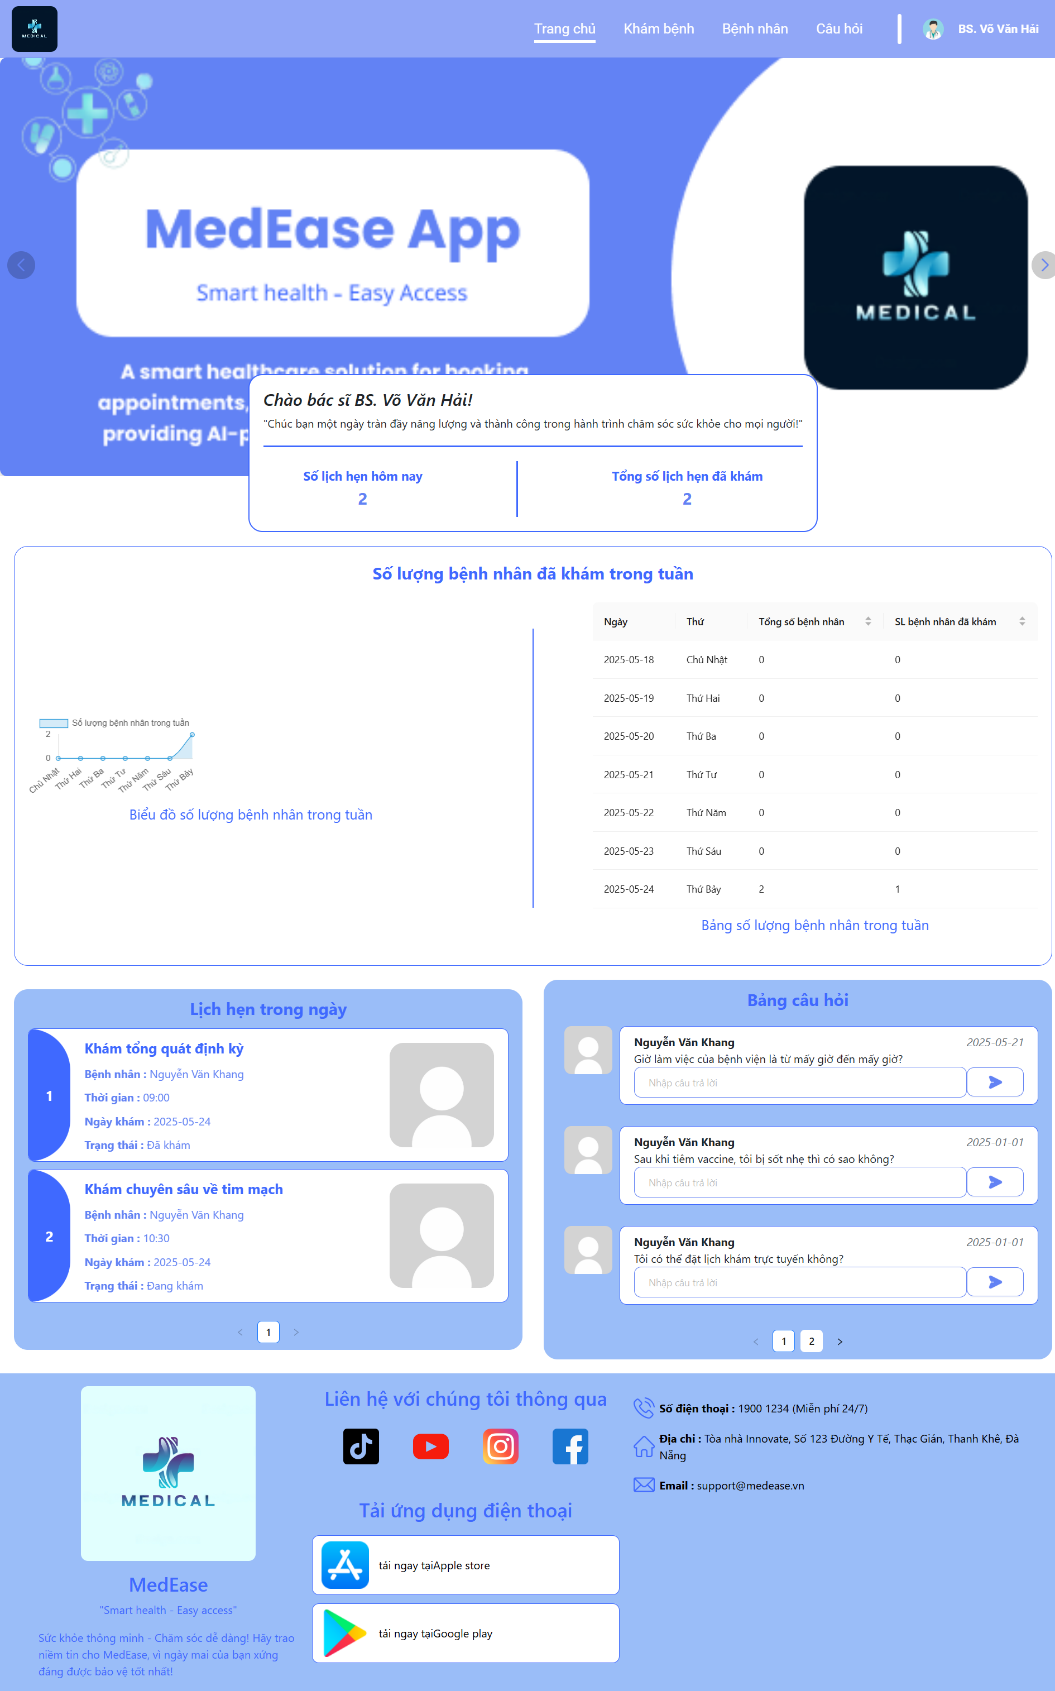 MEDICAL
Trang chủ
Khám bệnh
Bệnh nhân
Câu hỏi
BS. Võ Văn Hải
MedEase App
Smart health - Easy Access
MEDICAL
A smart healthcare solution for booking
appointments,
providing AI-p
Chào bác sĩ BS. Võ Văn Hải!
"Chúc bạn một ngày tràn đầy năng lượng và thành công trong hành trình chăm sóc sức khỏe cho mọi người!"
Số lịch hẹn hôm nay
2
Tổng số lịch hẹn đã khám
2
Số lượng bệnh nhân đã khám trong tuần
Số lượng bệnh nhân trong tuần
2
0
Chủ Nhật
Thứ Hai
Thứ Ba
Thứ Tư
Thứ Năm
Thứ Sáu
Thứ Bảy
Biểu đồ số lượng bệnh nhân trong tuần
Ngày Thứ Tổng số bệnh nhân SL bệnh nhân đã khám
2025-05-18 Chủ Nhật 0 0
2025-05-19 Thứ Hai 0 0
2025-05-20 Thứ Ba 0 0
2025-05-21 Thứ Tư 0 0
2025-05-22 Thứ Năm 0 0
2025-05-23 Thứ Sáu 0 0
2025-05-24 Thứ Bảy 2 1
Bảng số lượng bệnh nhân trong tuần
Lịch hẹn trong ngày
1
Khám tổng quát định kỳ
Bệnh nhân : Nguyễn Văn Khang
Thời gian : 09:00
Ngày khám : 2025-05-24
Trạng thái : Đã khám
2
Khám chuyên sâu về tim mạch
Bệnh nhân : Nguyễn Văn Khang
Thời gian : 10:30
Ngày khám : 2025-05-24
Trạng thái : Đang khám
< 1 >
Bảng câu hỏi
Nguyễn Văn Khang 2025-05-21
Giờ làm việc của bệnh viện là từ mấy giờ đến mấy giờ?
Nhập câu trả lời
Nguyễn Văn Khang 2025-01-01
Sau khi tiêm vaccine, tôi bị sốt nhẹ thì có sao không?
Nhập câu trả lời
Nguyễn Văn Khang 2025-01-01
Tôi có thể đặt lịch khám trực tuyến không?
Nhập câu trả lời
< 1 2 >
MEDICAL
MedEase
"Smart health - Easy access"
Sức khỏe thông minh - Chăm sóc dễ dàng! Hãy trao
niềm tin cho MedEase, vì ngày mai của bạn xứng
đáng được bảo vệ tốt nhất!
Liên hệ với chúng tôi thông qua
Tải ứng dụng điện thoại
tải ngay tạiApple store
tải ngay tạiGoogle play
Số điện thoại : 1900 1234 (Miễn phí 24/7)
Địa chỉ : Tòa nhà Innovate, Số 123 Đường Y Tế, Thạc Gián, Thanh Khê, Đà
Nẵng
Email : support@medease.vn